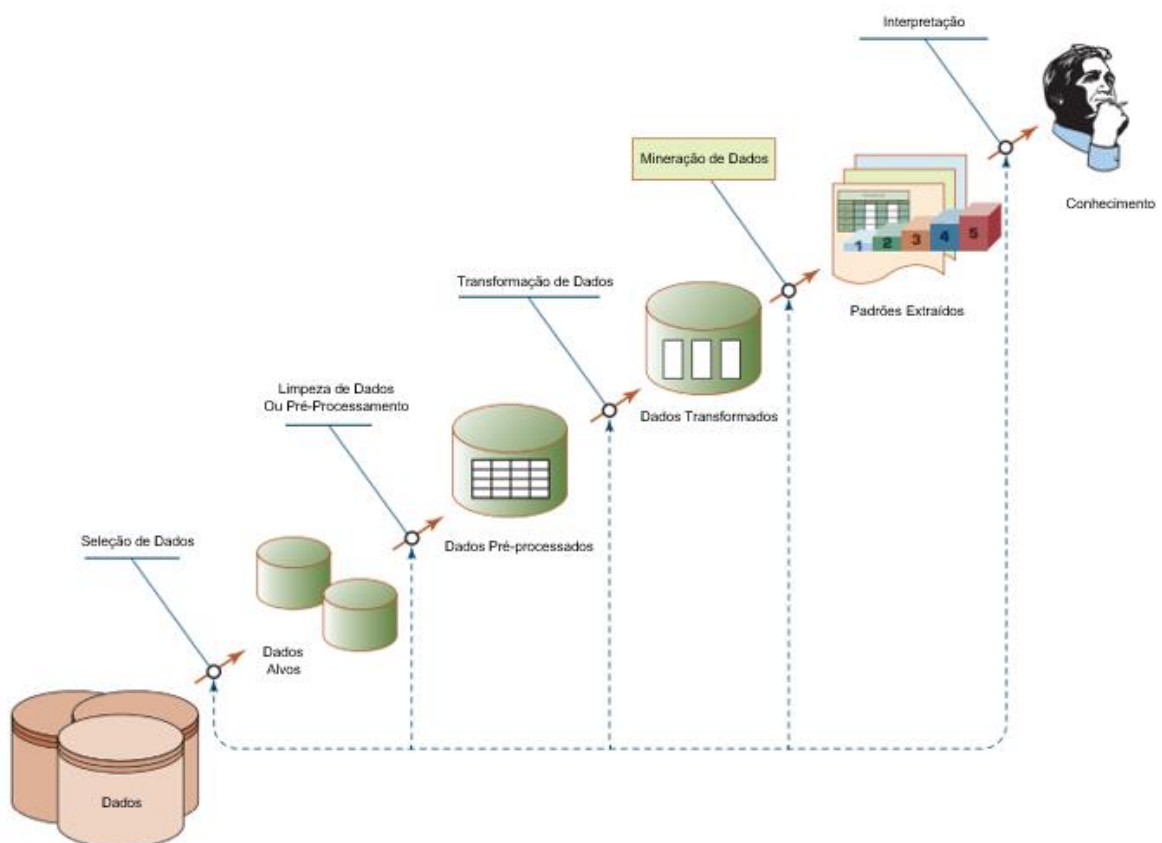 Interpretação
Conhecimento
Mineração de Dados
1 2 3 4 5
Padrões Extraídos
Transformação de Dados
Dados Transformados
Limpeza de Dados
Ou Pré-Processamento
Dados Pré-processados
Seleção de Dados
Dados
Alvos
Dados